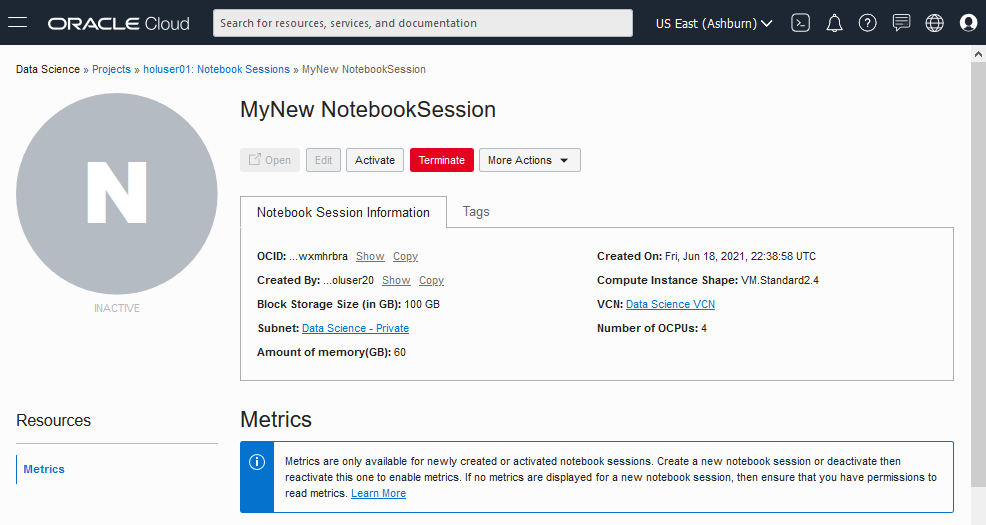 ORACLE Cloud
Search for resources, services, and documentation
US East (Ashburn)
Data Science » Projects » holuser01: Notebook Sessions » MyNew NotebookSession
N
INACTIVE
MyNew NotebookSession
Open Edit Activate Terminate More Actions
Notebook Session Information Tags
OCID: ...wxmhrbra Show Copy
Created By: ...oluser20 Show Copy
Block Storage Size (in GB): 100 GB
Subnet: Data Science - Private
Amount of memory(GB): 60
Created On: Fri, Jun 18, 2021, 22:38:58 UTC
Compute Instance Shape: VM.Standard2.4
VCN: Data Science VCN
Number of OCPUs: 4
Resources
Metrics
Metrics
Metrics are only available for newly created or activated notebook sessions. Create a new notebook session or deactivate then
reactivate this one to enable metrics. If no metrics are displayed for a new notebook session, then ensure that you have permissions to
read metrics. Learn More